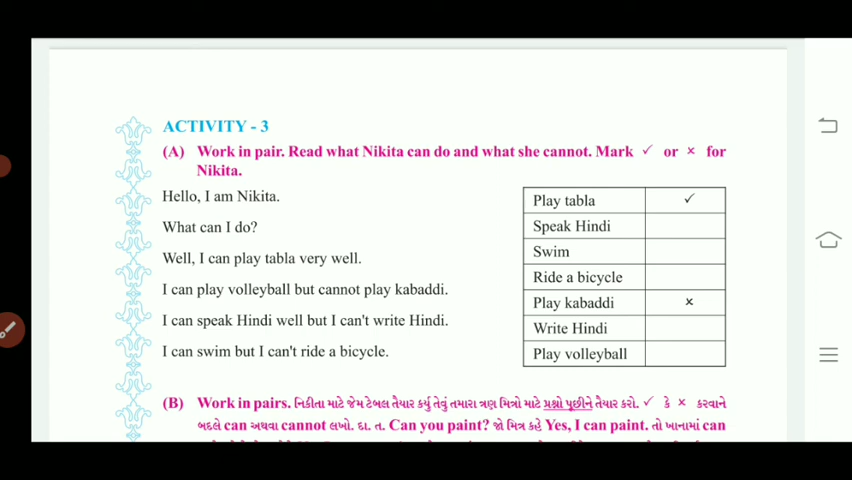 ACTIVITY - 3
(A) Work in pair. Read what Nikita can do and what she cannot. Mark ✓ or × for
Nikita.
Hello, I am Nikita.
What can I do?
Well, I can play tabla very well.
I can play volleyball but cannot play kabaddi.
I can speak Hindi well but I can't write Hindi.
I can swim but I can't ride a bicycle.
Play tabla ✓
Speak Hindi
Swim
Ride a bicycle
Play kabaddi ×
Write Hindi
Play volleyball
(B) Work in pairs. નિકીતા માટે જેમ ટેબલ તૈયાર કર્યુ તેવું તમારા ત્રણ મિત્રો માટે પ્રશ્નો પૂછીને તૈયાર કરો. ✓ કે × કરવાને
બદલે can અથવા cannot લખો. દા. ત. Can you paint? જો મિત્ર કહે Yes, I can paint. તો ખાનામાં can